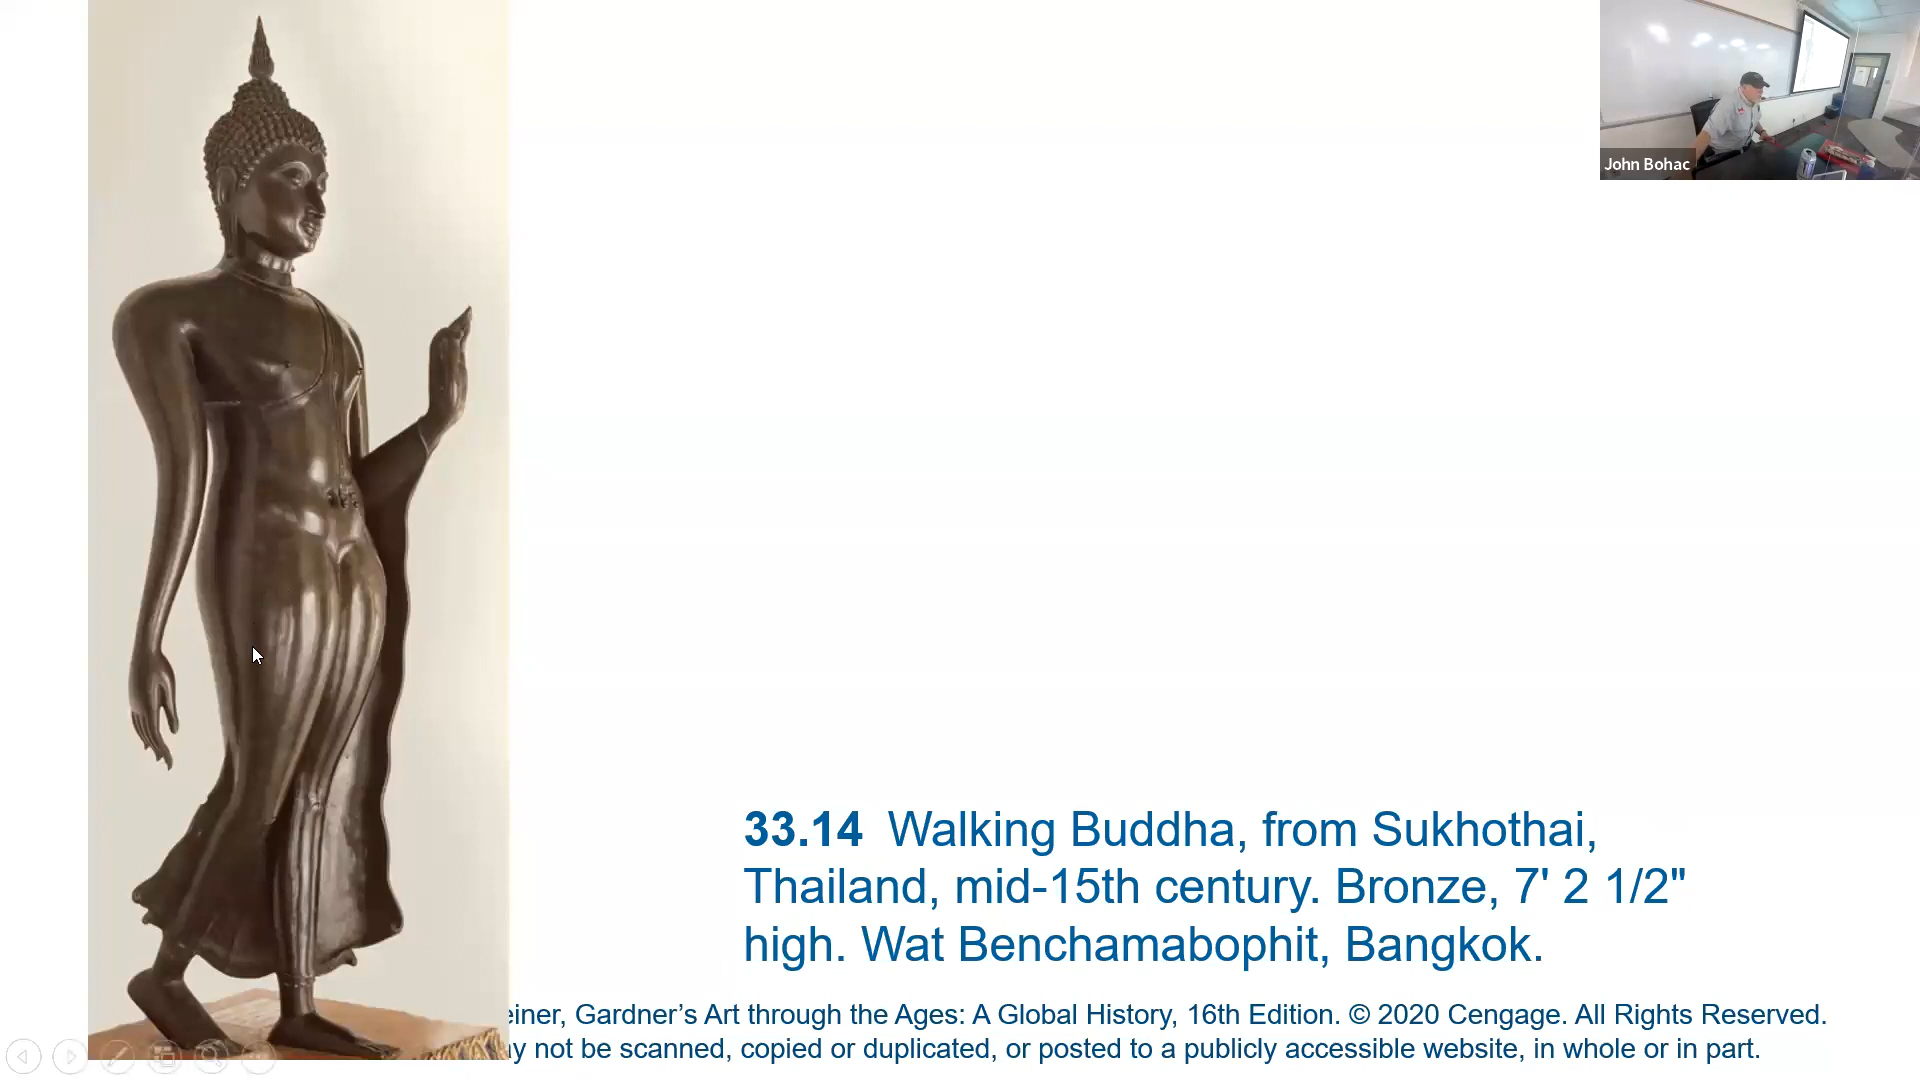 John Bohac
33.14 Walking Buddha, from Sukhothai,
Thailand, mid-15th century. Bronze, 7' 2 1/2"
high. Wat Benchamabophit, Bangkok.
einer, Gardner’s Art through the Ages: A Global History, 16th Edition. © 2020 Cengage. All Rights Reserved.
y not be scanned, copied or duplicated, or posted to a publicly accessible website, in whole or in part.